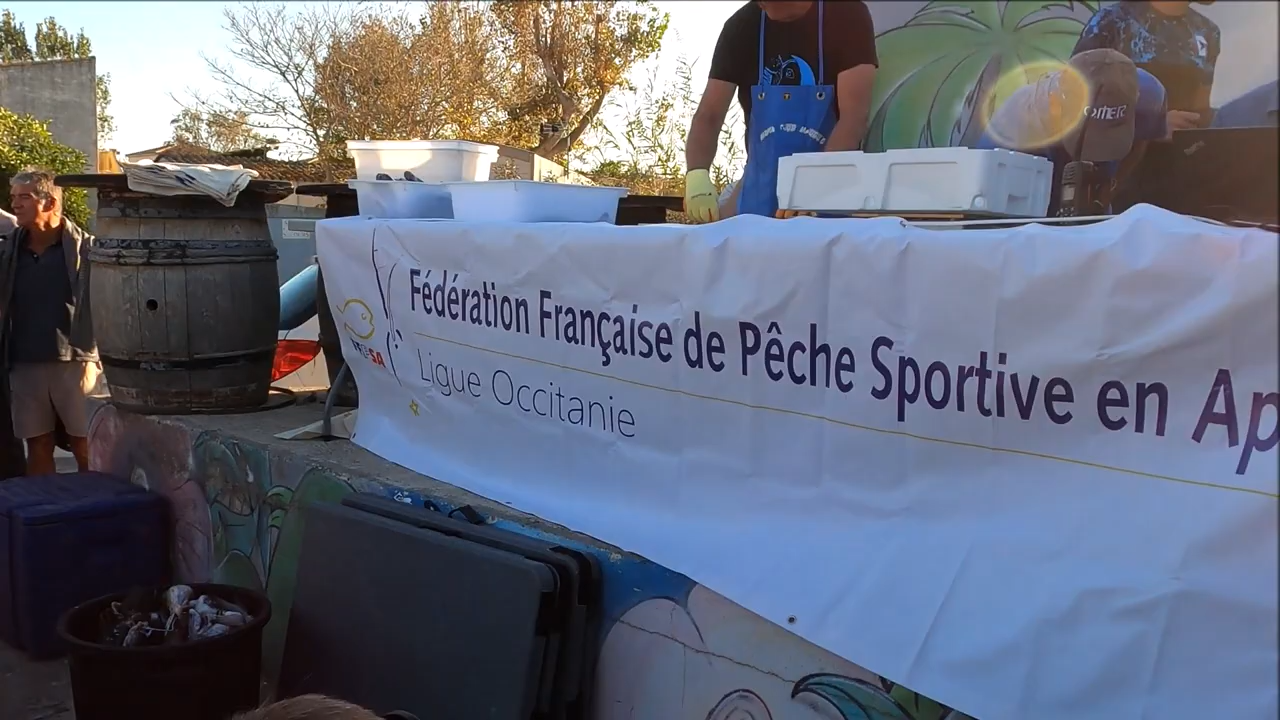 Fédération Française de Pêche Sportive en Ap
Ligue Occitanie